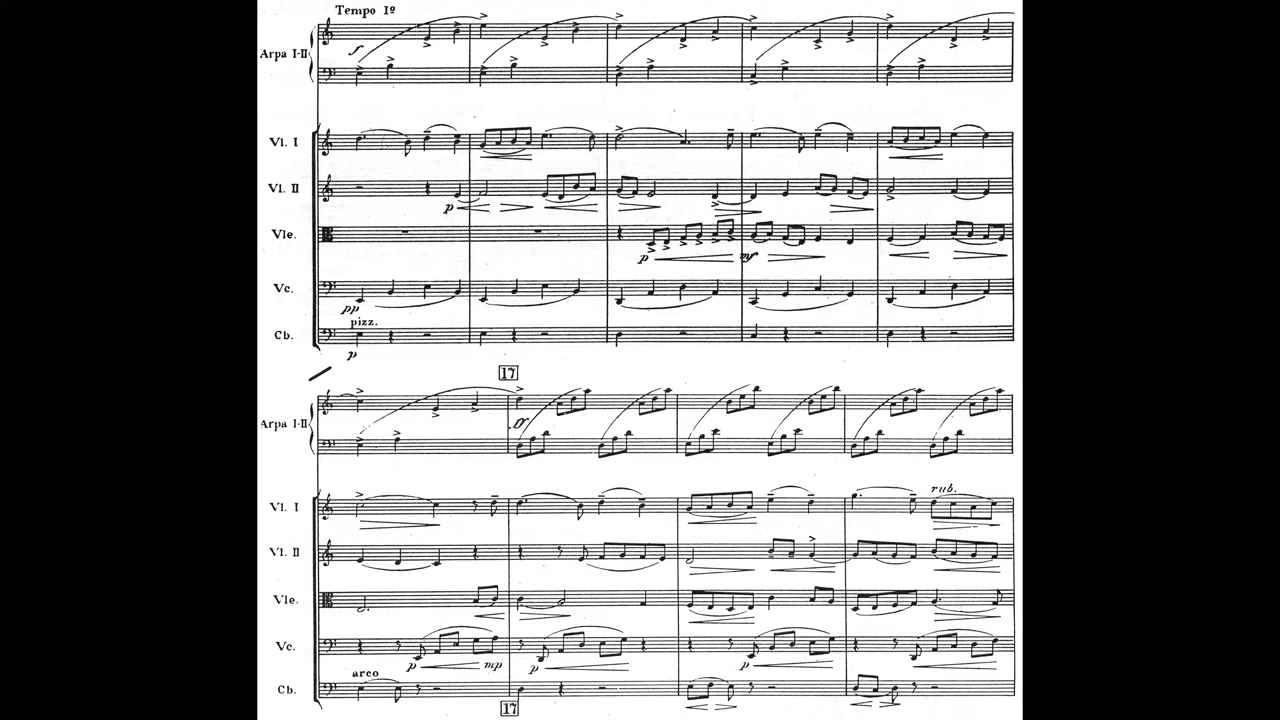 Tempo Iº
Arpa I-II
f
Vl. I
Vl. II
p
Vle.
p mf
Vc.
pp
pizz.
Cb.
p
17
Arpa I-II
ff
Vl. I
rub.
Vl. II
Vle.
Vc.
p mp p p p
arco
Cb.
17